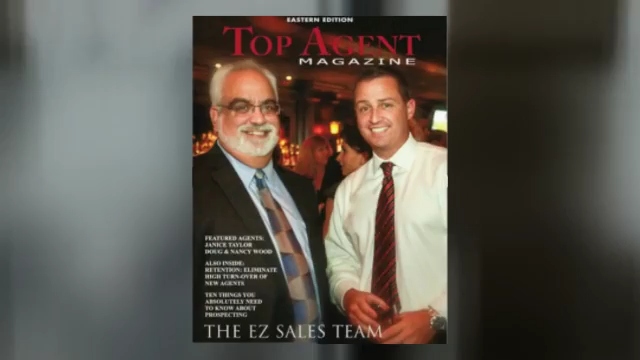 EASTERN EDITION
TOP AGENT
MAGAZINE
FEATURED AGENTS:
JANICE TAYLOR
DOUG & NANCY WOOD
ALSO INSIDE:
RETENTION: ELIMINATE
HIGH TURN-OVER OF
NEW AGENTS
TEN THINGS YOU
ABSOLUTELY NEED
TO KNOW ABOUT
PROSPECTING
THE EZ SALES TEAM